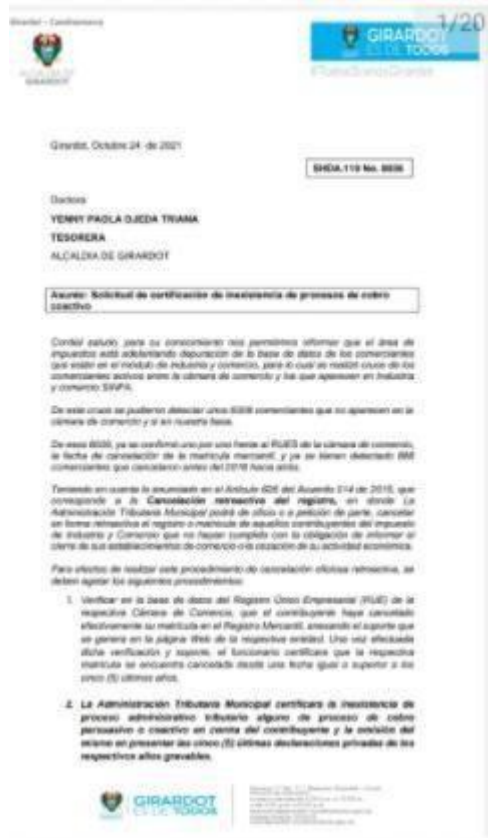 1/20
GIRARDOT
ES DE TODOS
GIRARDOT
Girardot, Octubre 24 de 2021
SHDA.110 No. 0036
Doctora
YENNY PAOLA OJEDA TRIANA
TESORERA
ALCALDIA DE GIRARDOT
Asunto: Solicitud de certificación de inexistencia de procesos de cobro
coactivo
Cordial saludo, para su conocimiento nos permitimos informar que el área de
impuestos está adelantando depuración de la base de datos de los comerciantes
que están en el módulo de industria y comercio, para lo cual se realizó cruce de los
comerciantes activos entre la cámara de comercio y los que aparecen en industria
y comercio
De este cruce se pudieron detectar unos comerciantes que no aparecen en la
cámara de comercio y si en nuestra base.
De esos ya se confirmó uno por uno frente al RUES de la cámara de comercio,
la fecha de cancelación de la matrícula mercantil, y ya se tienen detectado
comerciantes que cancelaron antes del 2016 hacia atrás.
Teniendo en cuenta lo enunciado en el Artículo del Acuerdo 014 de 2015, que
corresponde a la Cancelación retroactiva del registro, en donde La
Administración Tributaria Municipal podrá de oficio o a petición de parte, cancelar
en forma retroactiva el registro o matrícula de aquellos contribuyentes del impuesto
de Industria y Comercio que no hayan cumplido con la obligación de informar el
cierre de sus establecimientos de comercio o la cesación de su actividad económica.
Para efectos de realizar este procedimiento de cancelación oficiosa retroactiva, se
deben agotar los siguientes procedimientos:
1. Verificar en la base de datos del Registro Único Empresarial (RUE) de la
respectiva Cámara de Comercio, que el contribuyente haya cancelado
efectivamente su matrícula en el Registro Mercantil, anexando el soporte que
se genera en la página Web de la respectiva entidad. Una vez efectuada
dicha verificación y soporte, el funcionario certificará que la respectiva
matrícula se encuentra cancelada desde una fecha igual o superior a los
cinco (5) últimos años.
2. La Administración Tributaria Municipal certificará la inexistencia de
proceso administrativo tributario alguno de proceso de cobro
persuasivo o coactivo en contra del contribuyente y la omisión del
mismo en presentar las cinco (5) últimas declaraciones privadas de los
respectivos años gravables.
GIRARDOT
ES DE TODOS